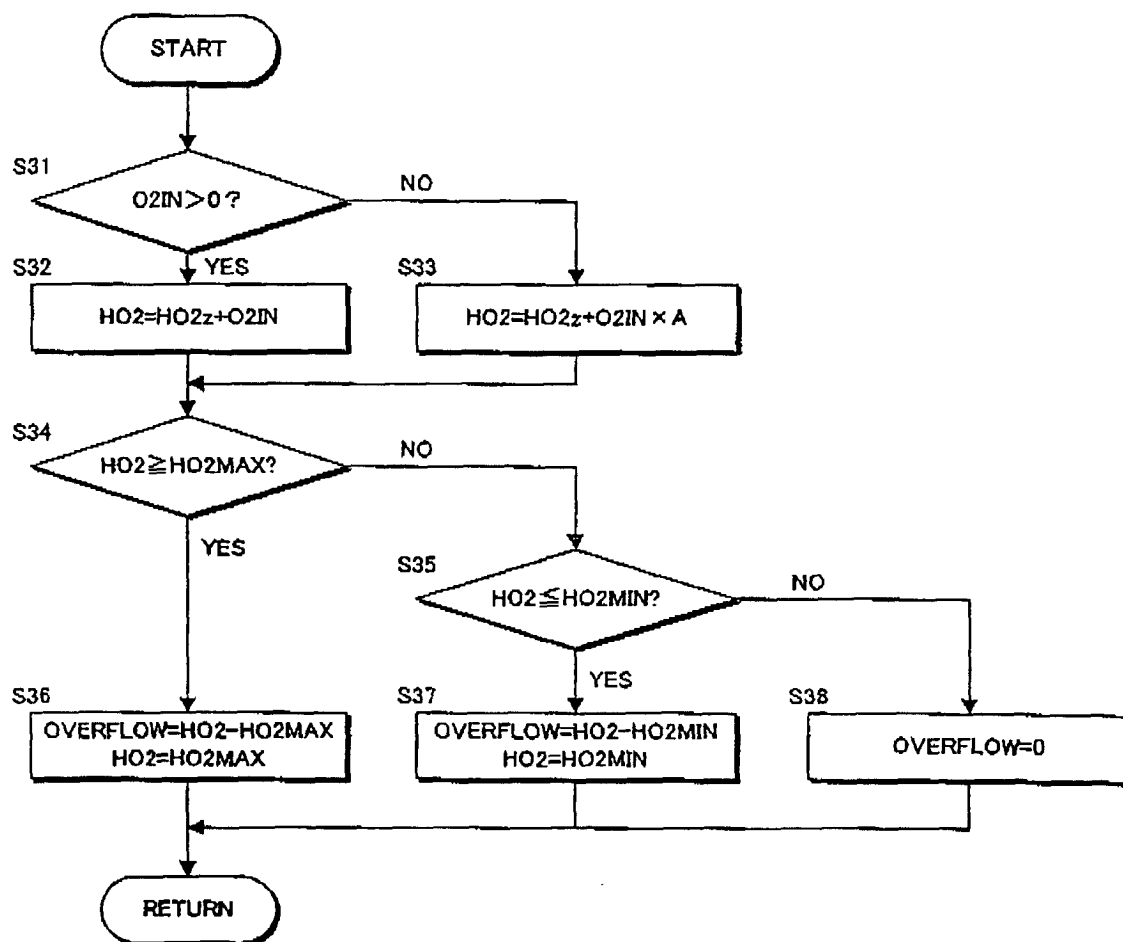 START
S31
O2IN>0?
NO
S32
YES
S33
HO2=HO2z+O2IN
HO2=HO2z+O2IN×A
S34
HO2≧HO2MAX?
NO
YES
S35
HO2≦HO2MIN?
NO
YES
S36
S37
S38
OVERFLOW=HO2-HO2MAX
HO2=HO2MAX
OVERFLOW=HO2-HO2MIN
HO2=HO2MIN
OVERFLOW=0
RETURN